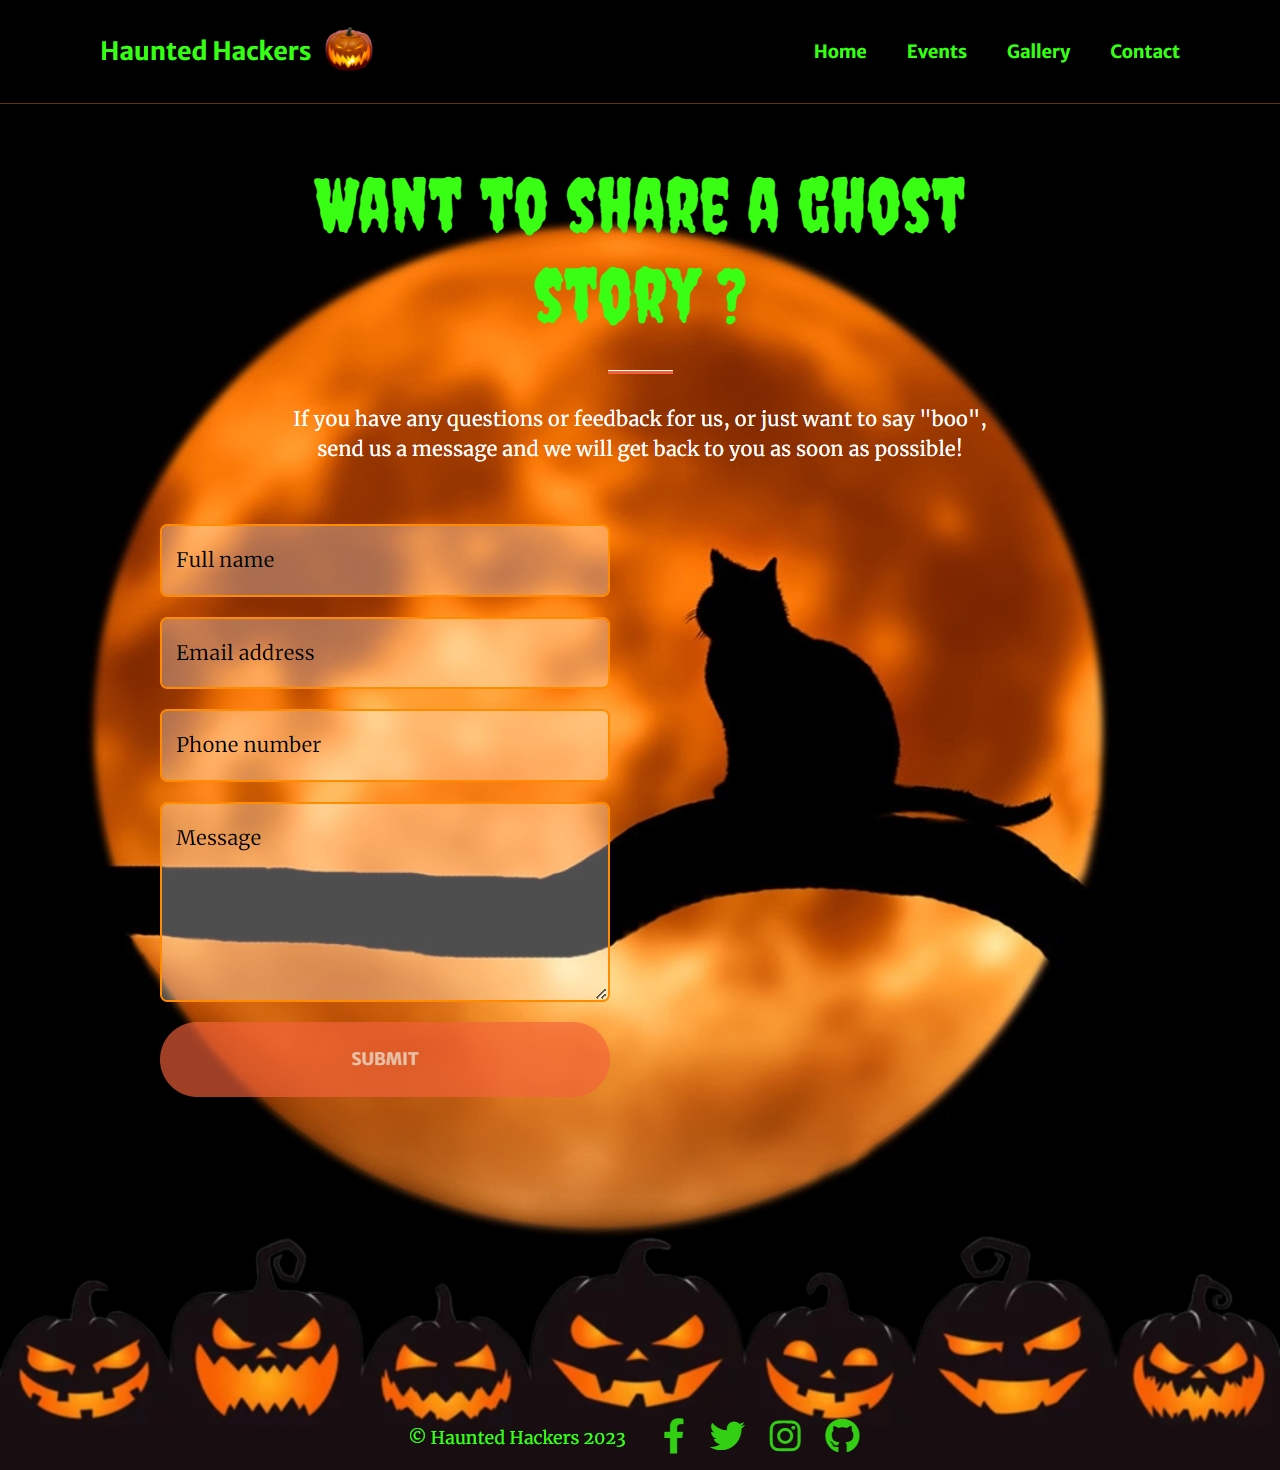 Haunted Hackers
Home Events Gallery Contact
WANT TO SHARE A GHOST
STORY ?
If you have any questions or feedback for us, or just want to say "boo",
send us a message and we will get back to you as soon as possible!
Full name
Email address
Phone number
Message
SUBMIT
© Haunted Hackers 2023